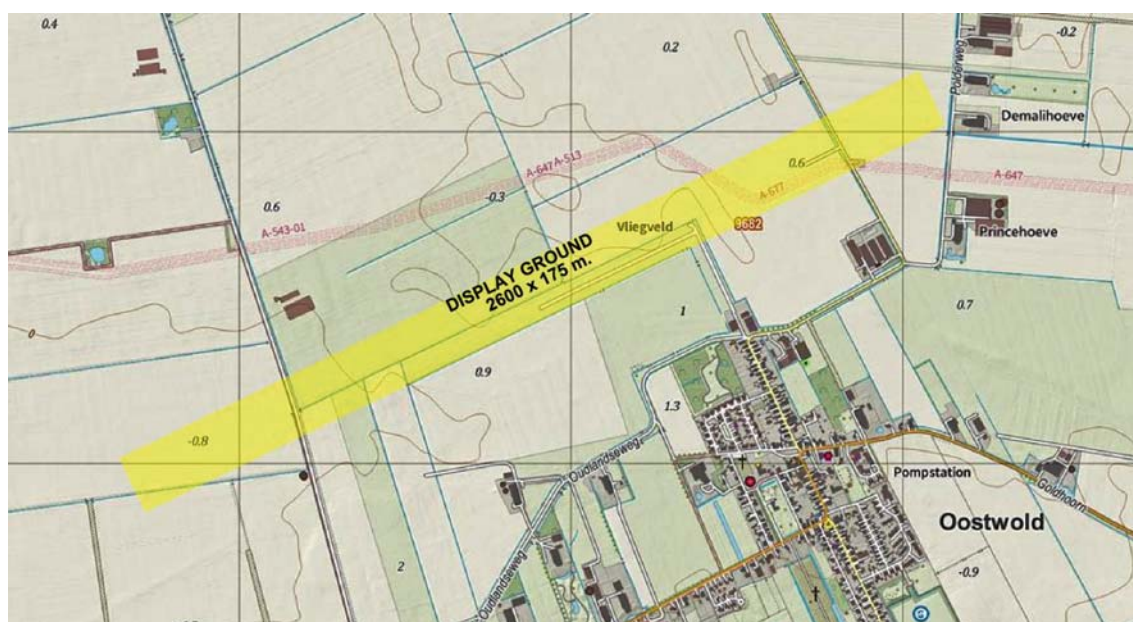 0.4
0.2
-0.2
Polderweg
Demalihoeve
A-647 A-513
0.6
A-647
-0.3
A-577
0.6
A-543-01
Vliegveld
9682
Princehoeve
DISPLAY GROUND
2600 x 175 m.
1
0.7
0
0.9
1.3
-0.8
Oudlandseweg
Pompstation
Goldhoorn
Oostwold
2
-0.9
Oudlandseweg